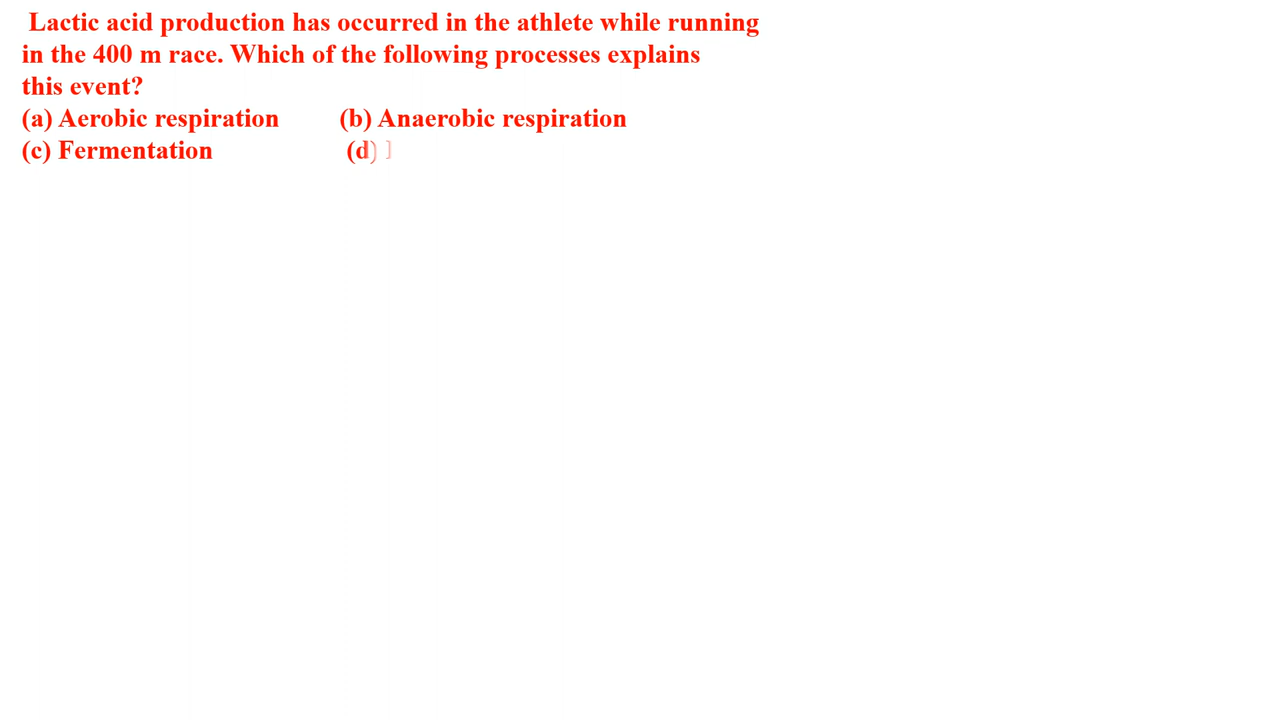 Lactic acid production has occurred in the athlete while running
in the 400 m race. Which of the following processes explains
this event?
(a) Aerobic respiration (b) Anaerobic respiration
(c) Fermentation (d)